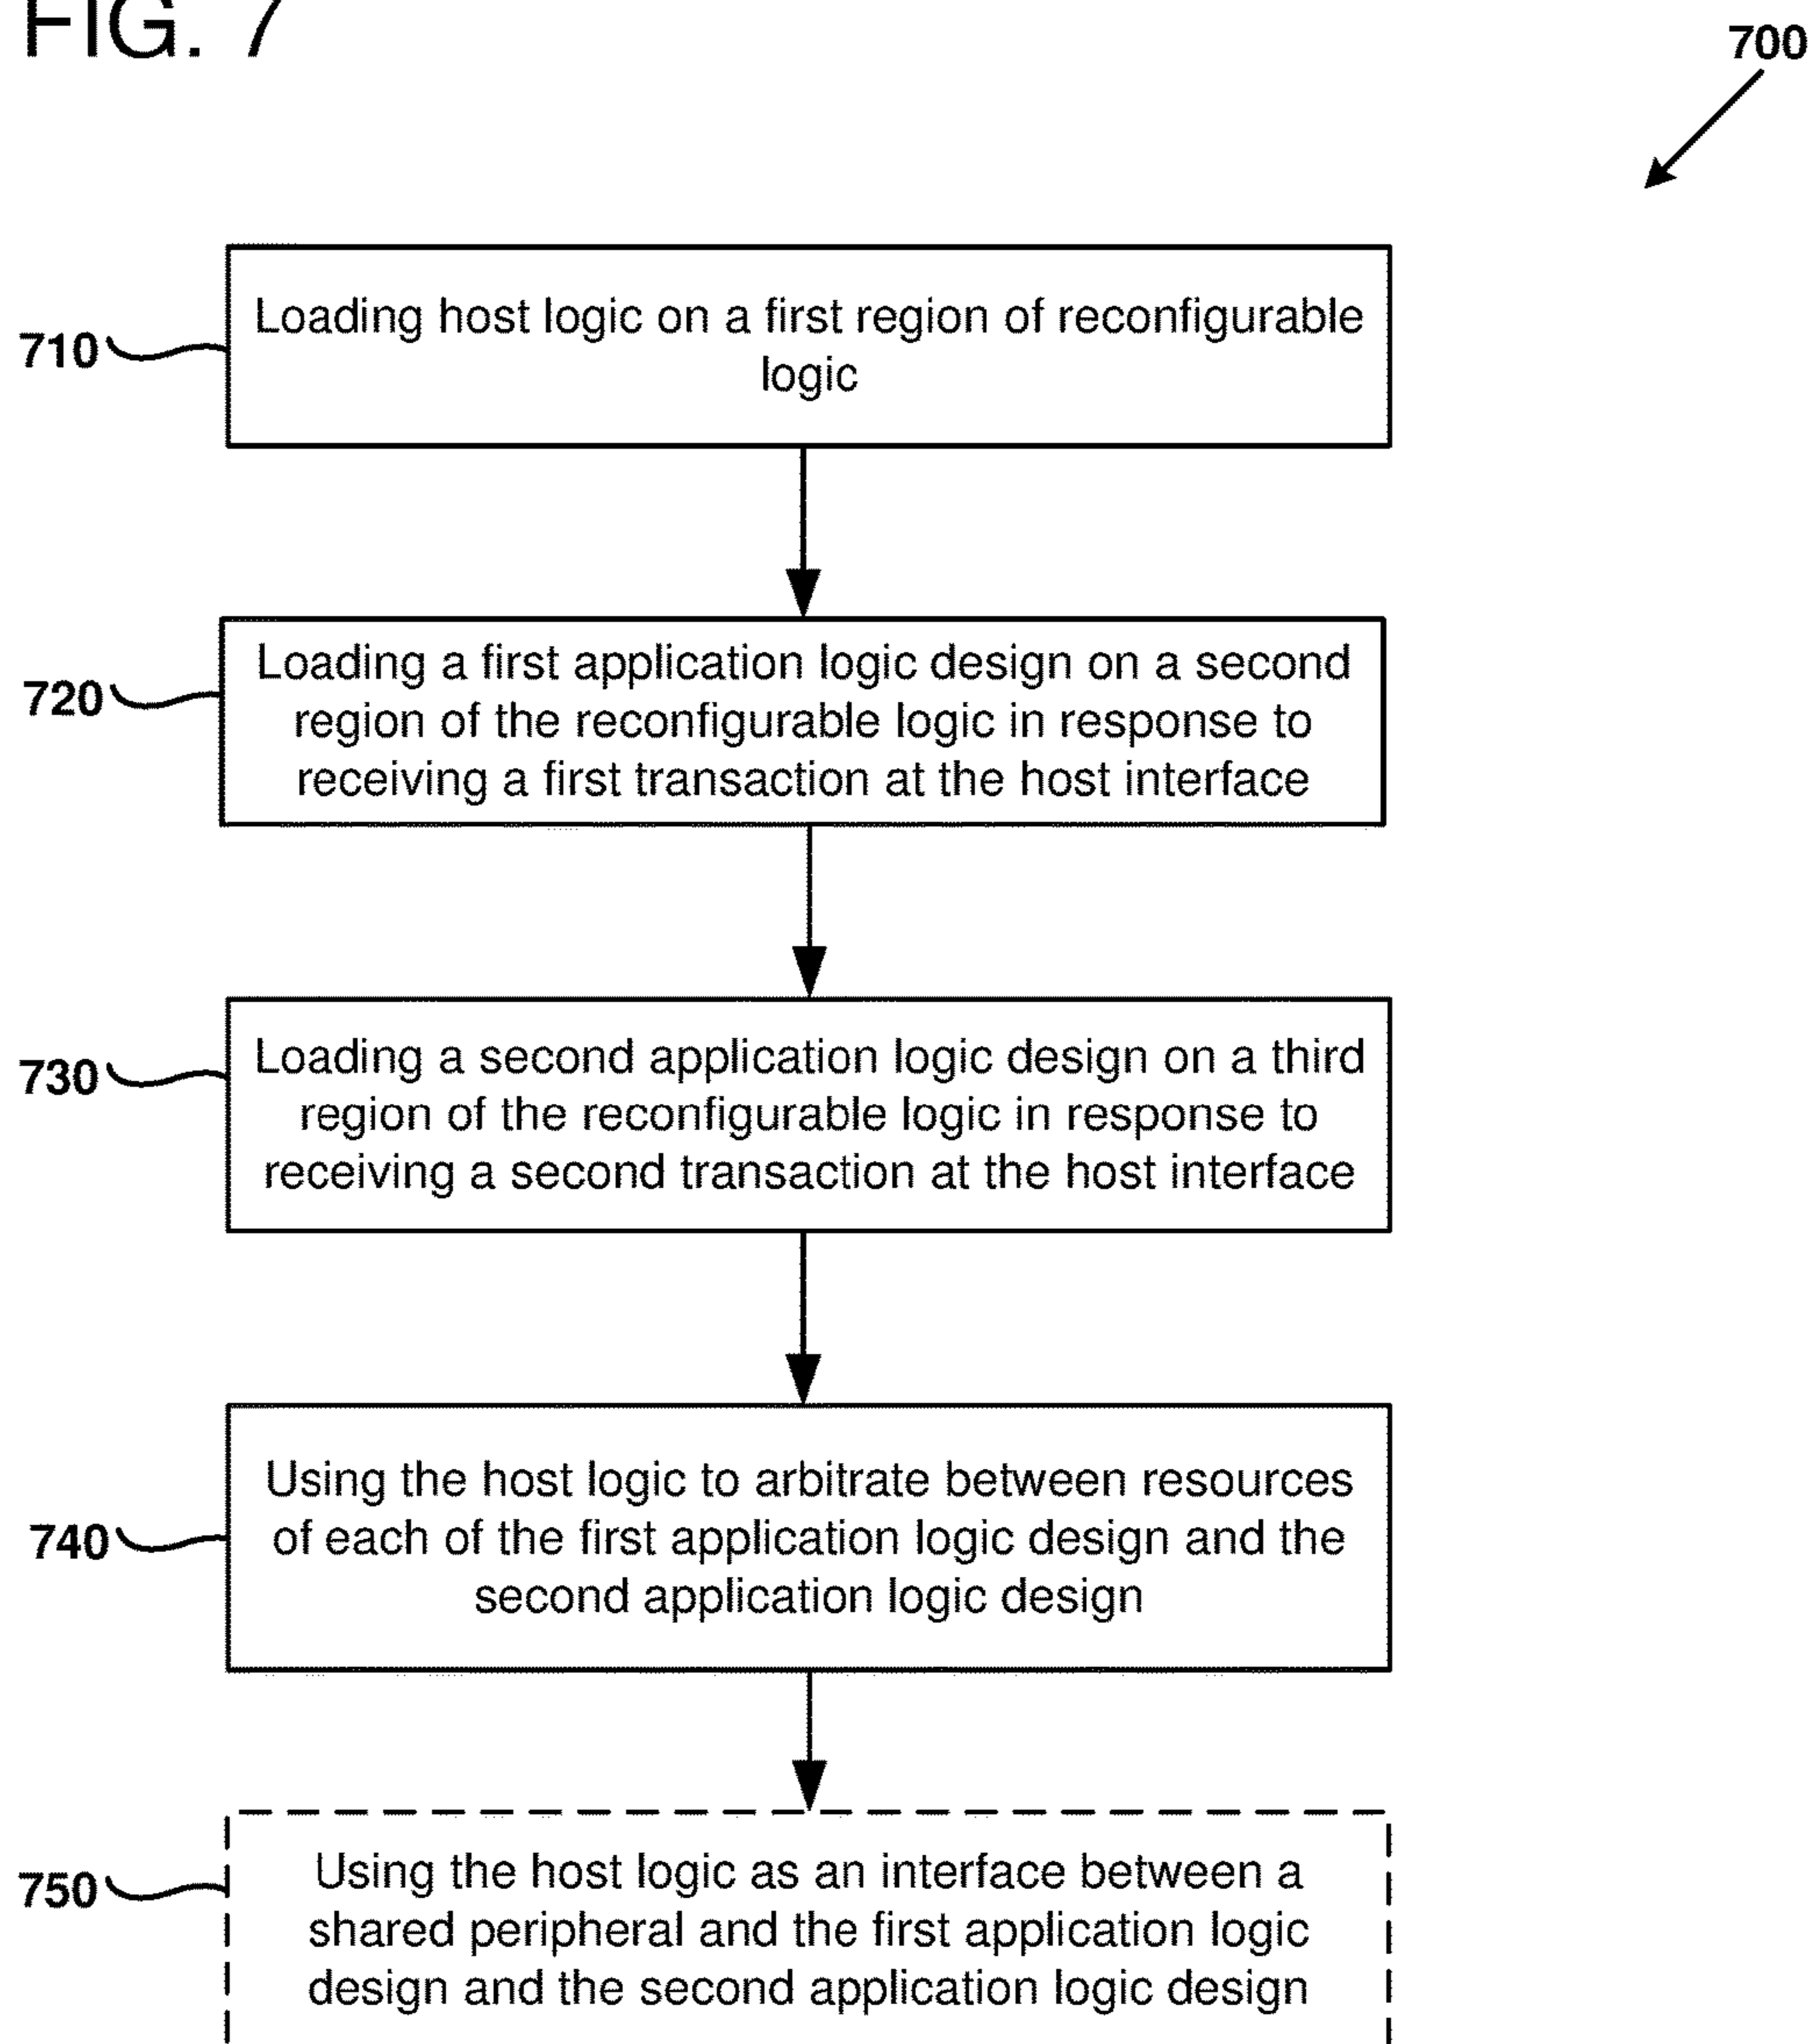 FIG. 7
700
710
Loading host logic on a first region of reconfigurable
logic
720
Loading a first application logic design on a second
region of the reconfigurable logic in response to
receiving a first transaction at the host interface
730
Loading a second application logic design on a third
region of the reconfigurable logic in response to
receiving a second transaction at the host interface
740
Using the host logic to arbitrate between resources
of each of the first application logic design and the
second application logic design
750
Using the host logic as an interface between a
shared peripheral and the first application logic
design and the second application logic design